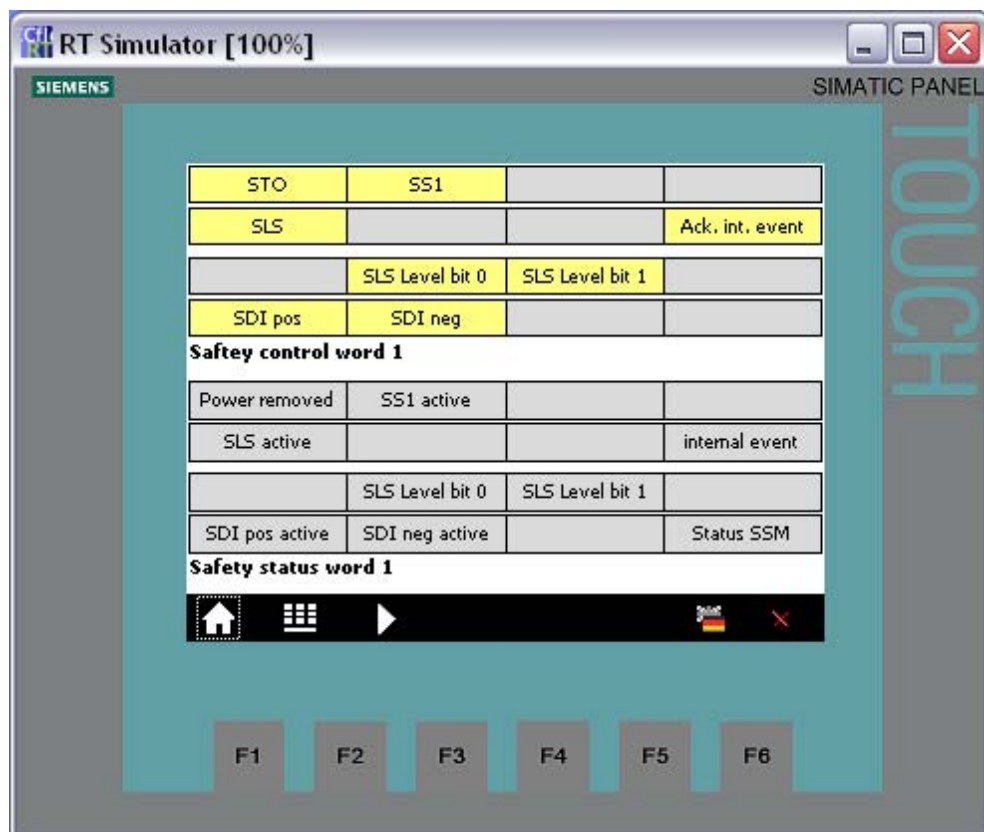 RT Simulator [100%]
SIEMENS
SIMATIC PANEL
TOUCH
STO SS1
SLS Ack. int. event
SLS Level bit 0 SLS Level bit 1
SDI pos SDI neg
Saftey control word 1
Power removed SS1 active
SLS active internal event
SLS Level bit 0 SLS Level bit 1
SDI pos active SDI neg active Status SSM
Safety status word 1
F1 F2 F3 F4 F5 F6